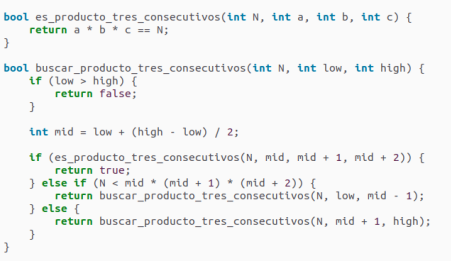 bool es_producto_tres_consecutivos(int N, int a, int b, int c) {
    return a * b * c == N;
}
bool buscar_producto_tres_consecutivos(int N, int low, int high) {
    if (low > high) {
        return false;
    }
    int mid = low + (high - low) / 2;
    if (es_producto_tres_consecutivos(N, mid, mid + 1, mid + 2)) {
        return true;
    } else if (N < mid * (mid + 1) * (mid + 2)) {
        return buscar_producto_tres_consecutivos(N, low, mid - 1);
    } else {
        return buscar_producto_tres_consecutivos(N, mid + 1, high);
    }
}